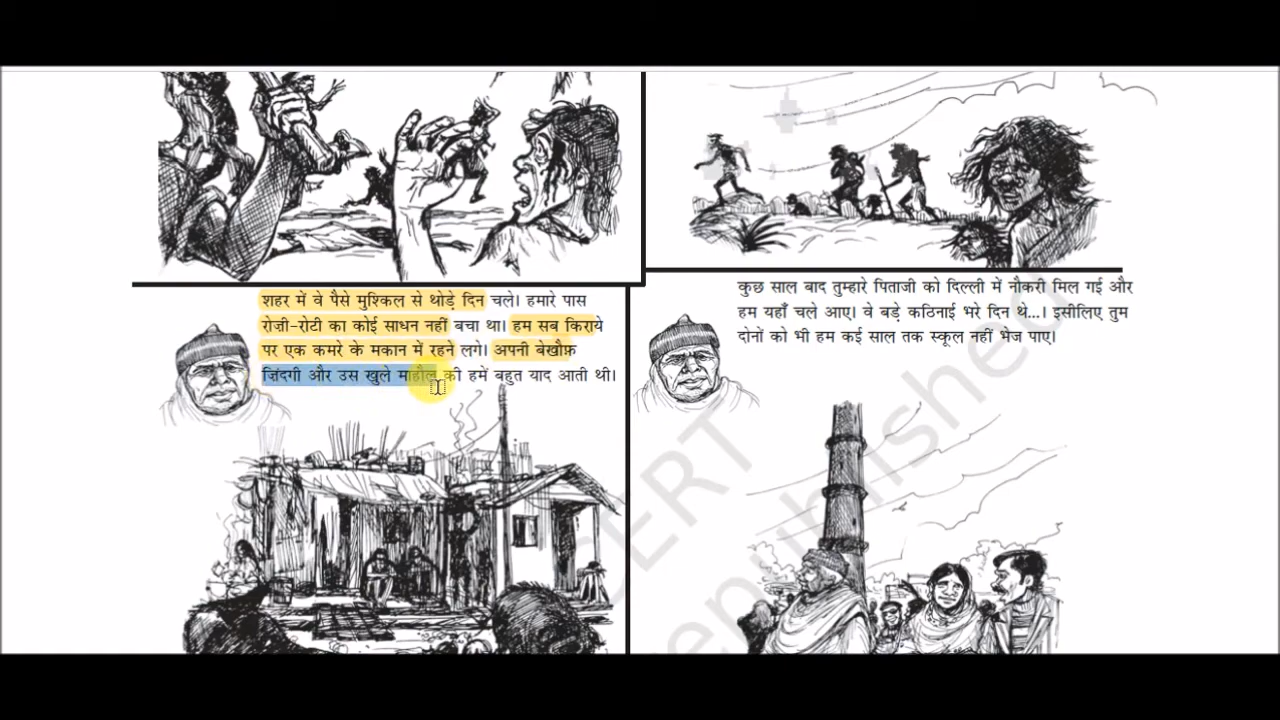 शहर में वे पैसे मुश्किल से थोड़े दिन चले। हमारे पास
रोज़ी-रोटी का कोई साधन नहीं बचा था। हम सब किराये
पर एक कमरे के मकान में रहने लगे। अपनी बेखौफ़
ज़िंदगी और उस खुले माहौल की हमें बहुत याद आती थी।
कुछ साल बाद तुम्हारे पिताजी को दिल्ली में नौकरी मिल गई और
हम यहाँ चले आए। वे बड़े कठिनाई भरे दिन थे...। इसीलिए तुम
दोनों को भी हम कई साल तक स्कूल नहीं भेज पाए।